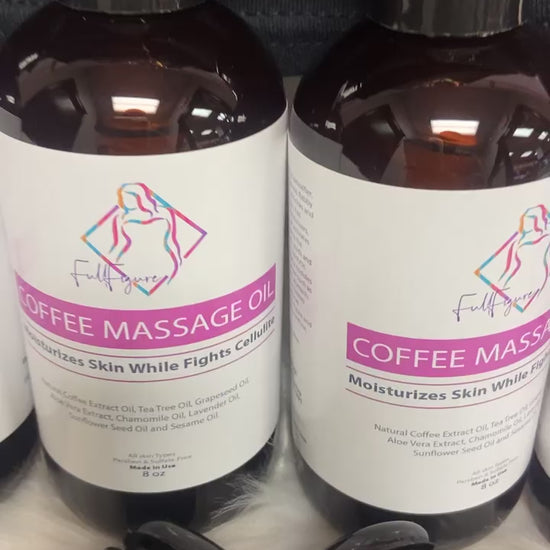 FullFigure
COFFEE MASSAGE OIL
Moisturizes Skin While Fights Cellulite
Natural Coffee Extract Oil, Tea Tree Oil, Grapeseed Oil,
Aloe Vera Extract, Chamomile Oil, Lavender Oil,
Sunflower Seed Oil and Sesame Oil.
All skin Types
Paraben & Sulfate Free
Made in Usa
8 oz
FullFigure
COFFEE MASSA
Moisturizes Skin While Fig
Natural Coffee Extract Oil, Tea Tree Oil,
Aloe Vera Extract, Chamomile Oil,
Sunflower Seed Oil and
All skin Types
Paraben & Sulfate Free
Made in Usa
8 oz